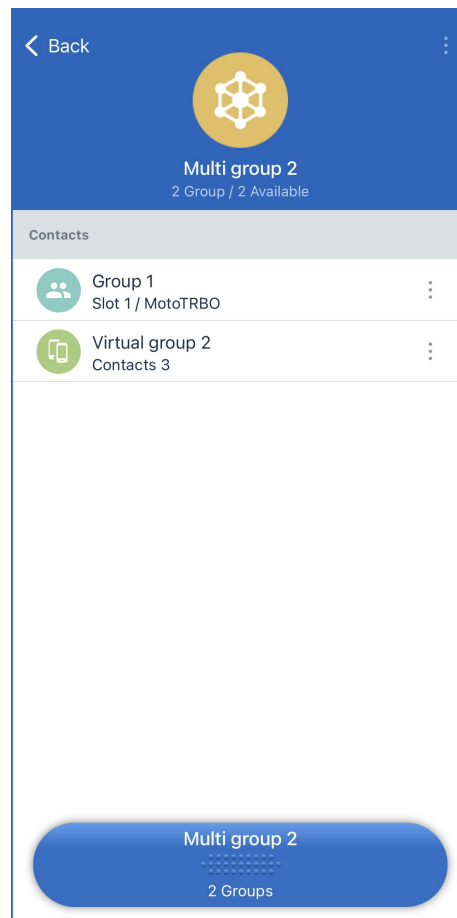 Back
Multi group 2
2 Group / 2 Available
Contacts
Group 1
Slot 1 / MotoTRBO
Virtual group 2
Contacts 3
Multi group 2
2 Groups